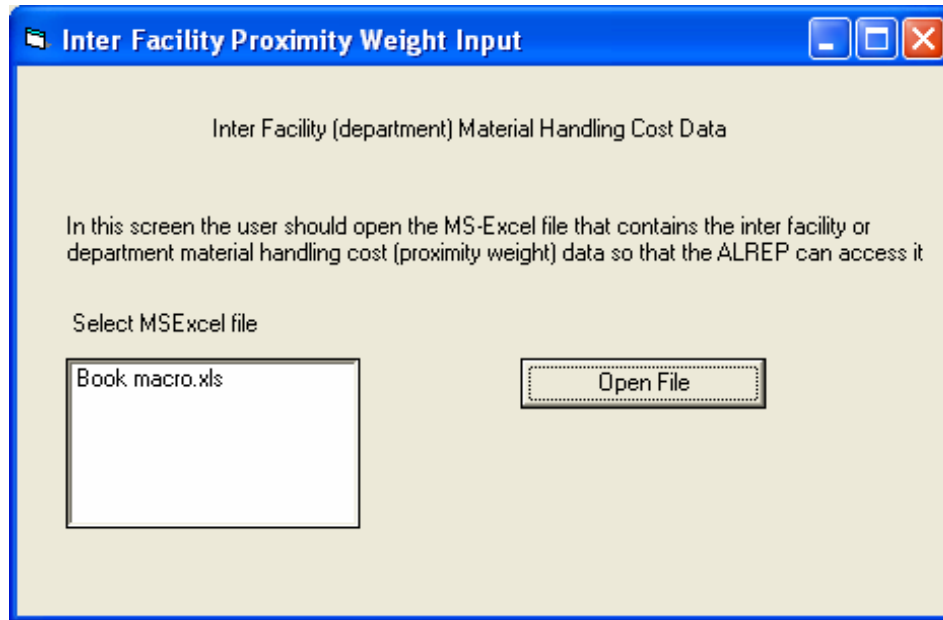 Inter Facility Proximity Weight Input
Inter Facility (department) Material Handling Cost Data
In this screen the user should open the MS-Excel file that contains the inter facility or
department material handling cost (proximity weight) data so that the ALREP can access it
Select MSExcel file
Book macro.xls
Open File